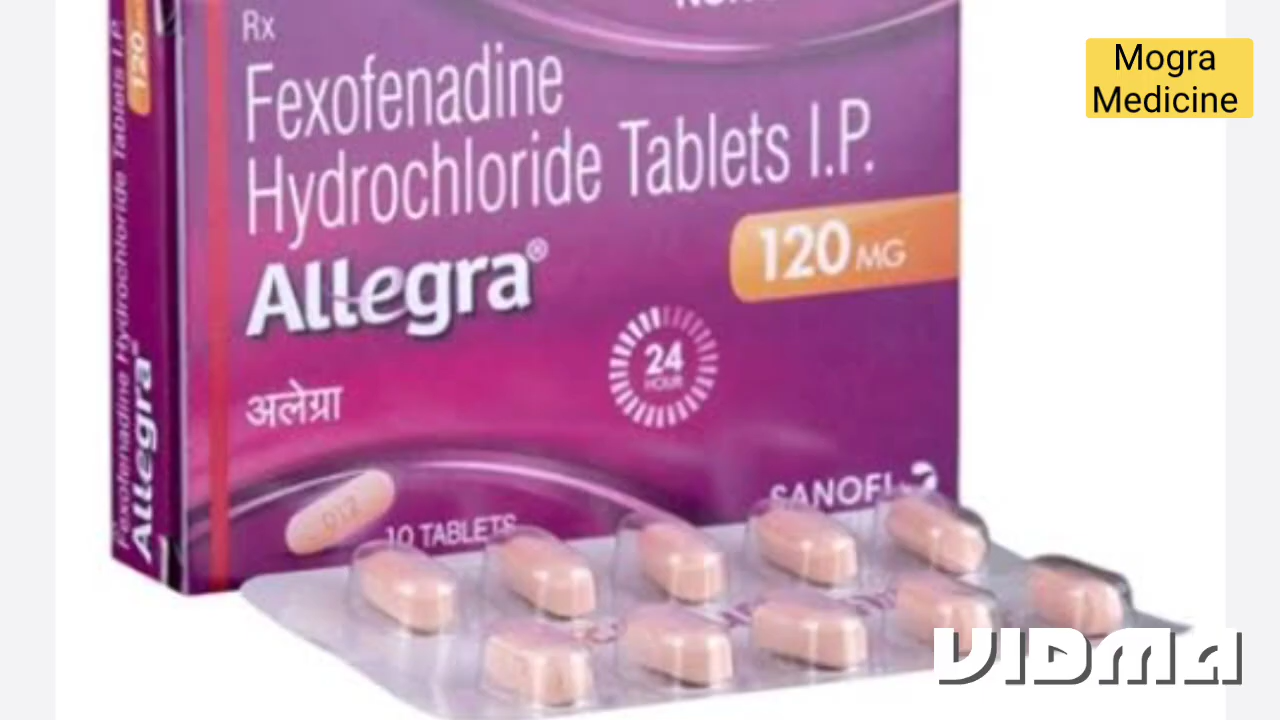 Rx
Fexofenadine
Hydrochloride Tablets I.P.
120 MG
Allegra®
24
HOUR
अलेग्रा
SANOFI
012
10 TABLETS
Fexofenadine Hydrochloride Tablets I.P.
120
Allegra
Mogra
Medicine
VIDMA